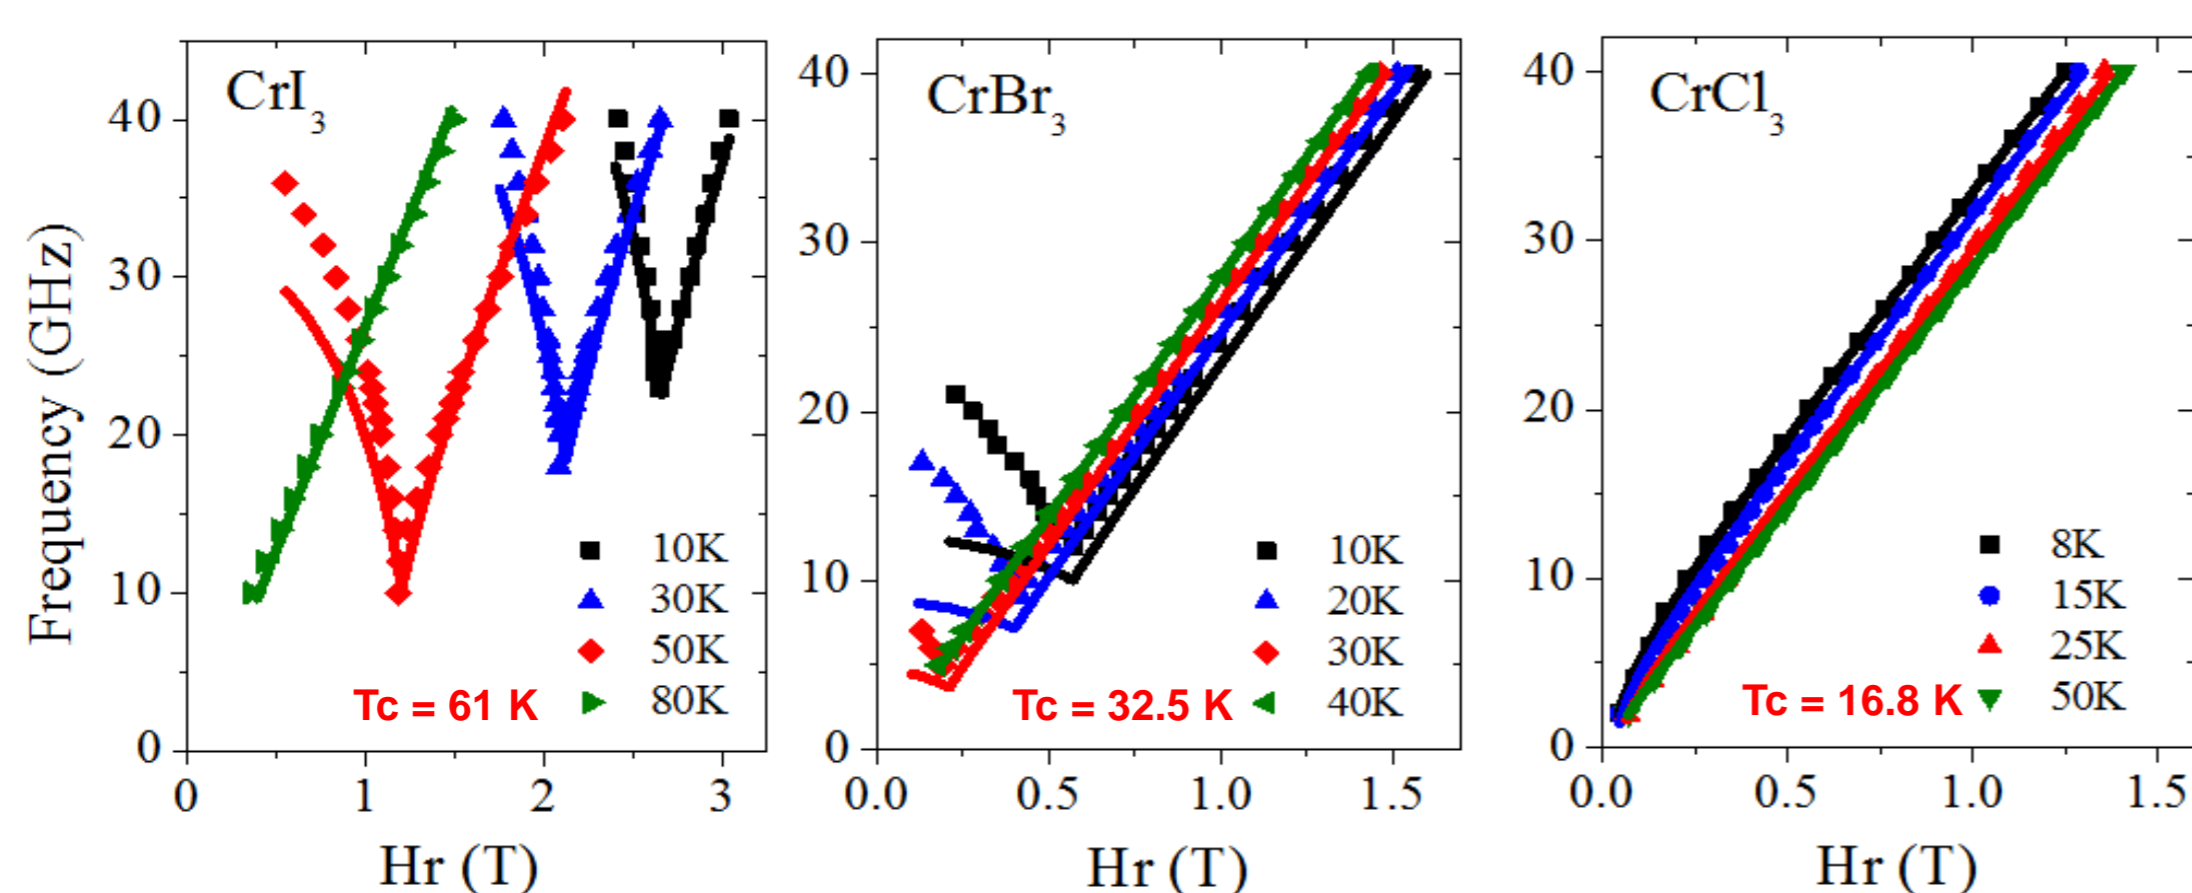 CrI3
Frequency (GHz)
40
30
20
10
0
10K
30K
50K
80K
Tc = 61 K
0 1 2 3
Hr (T)
CrBr3
40
30
20
10
0
10K
20K
30K
40K
Tc = 32.5 K
0.0 0.5 1.0 1.5
Hr (T)
CrCl3
40
30
20
10
0
8K
15K
25K
50K
Tc = 16.8 K
0.0 0.5 1.0 1.5
Hr (T)